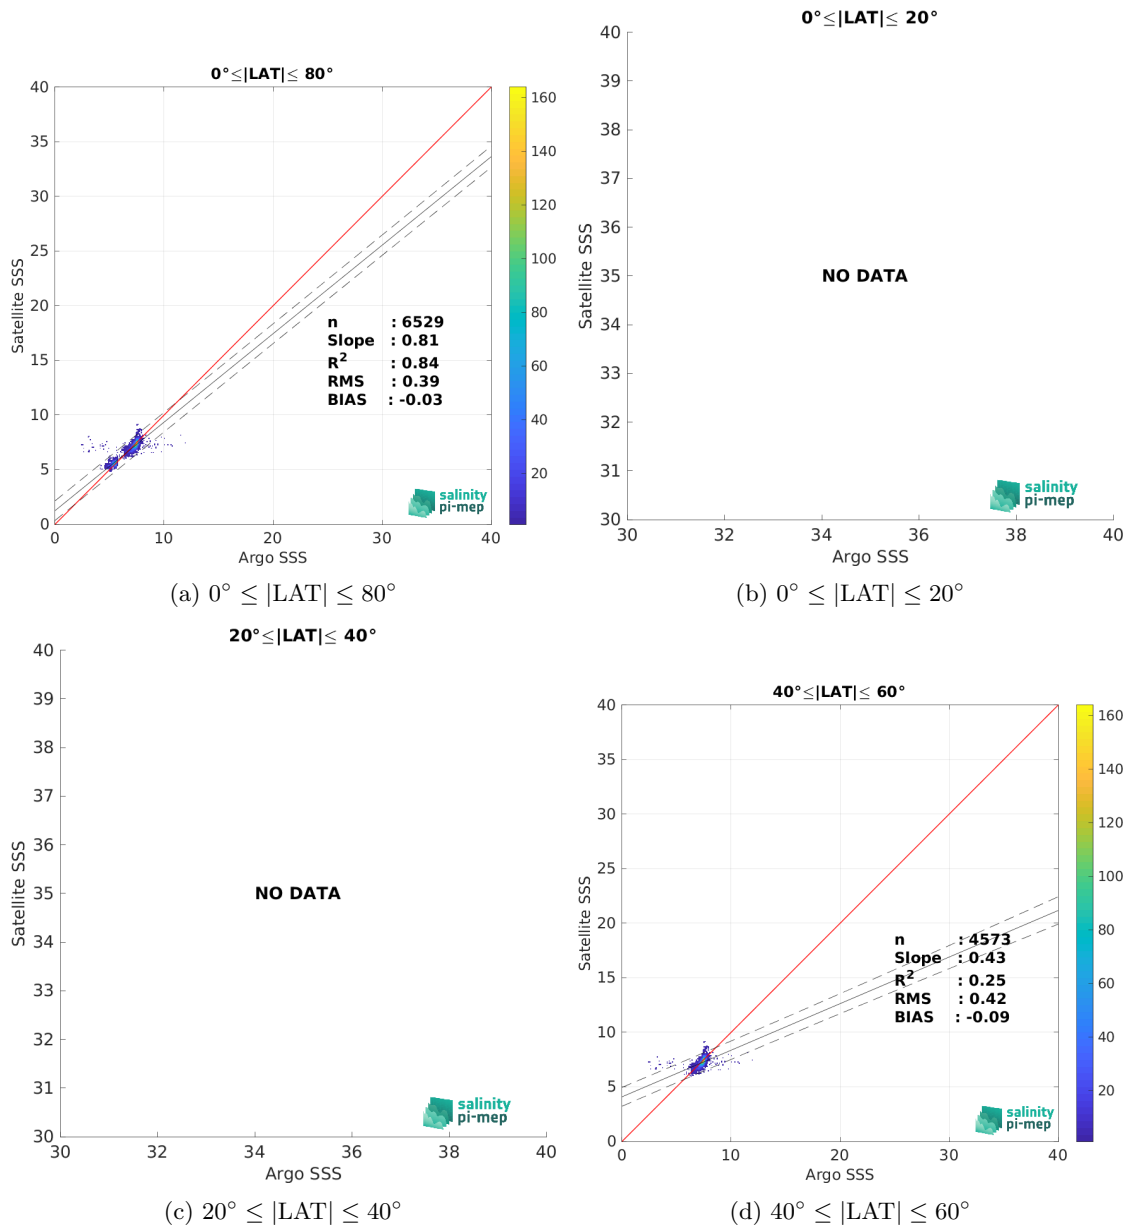 0°≤|LAT|≤ 80°
40
35
30
25
20
15
10
5
0
Satellite SSS
0
10
20
30
40
Argo SSS
160
140
120
100
80
60
40
20
n : 6529
Slope : 0.81
R2 : 0.84
RMS : 0.39
BIAS : -0.03
salinity
pi-mep
(a) 0° ≤ |LAT| ≤ 80°
0°≤|LAT|≤ 20°
40
39
38
37
36
35
34
33
32
31
30
Satellite SSS
NO DATA
30
32
34
36
38
40
Argo SSS
salinity
pi-mep
(b) 0° ≤ |LAT| ≤ 20°
20°≤|LAT|≤ 40°
40
39
38
37
36
35
34
33
32
31
30
Satellite SSS
NO DATA
30
32
34
36
38
40
Argo SSS
salinity
pi-mep
(c) 20° ≤ |LAT| ≤ 40°
40°≤|LAT|≤ 60°
40
35
30
25
20
15
10
5
0
Satellite SSS
0
10
20
30
40
Argo SSS
160
140
120
100
80
60
40
20
n : 4573
Slope : 0.43
R2 : 0.25
RMS : 0.42
BIAS : -0.09
salinity
pi-mep
(d) 40° ≤ |LAT| ≤ 60°